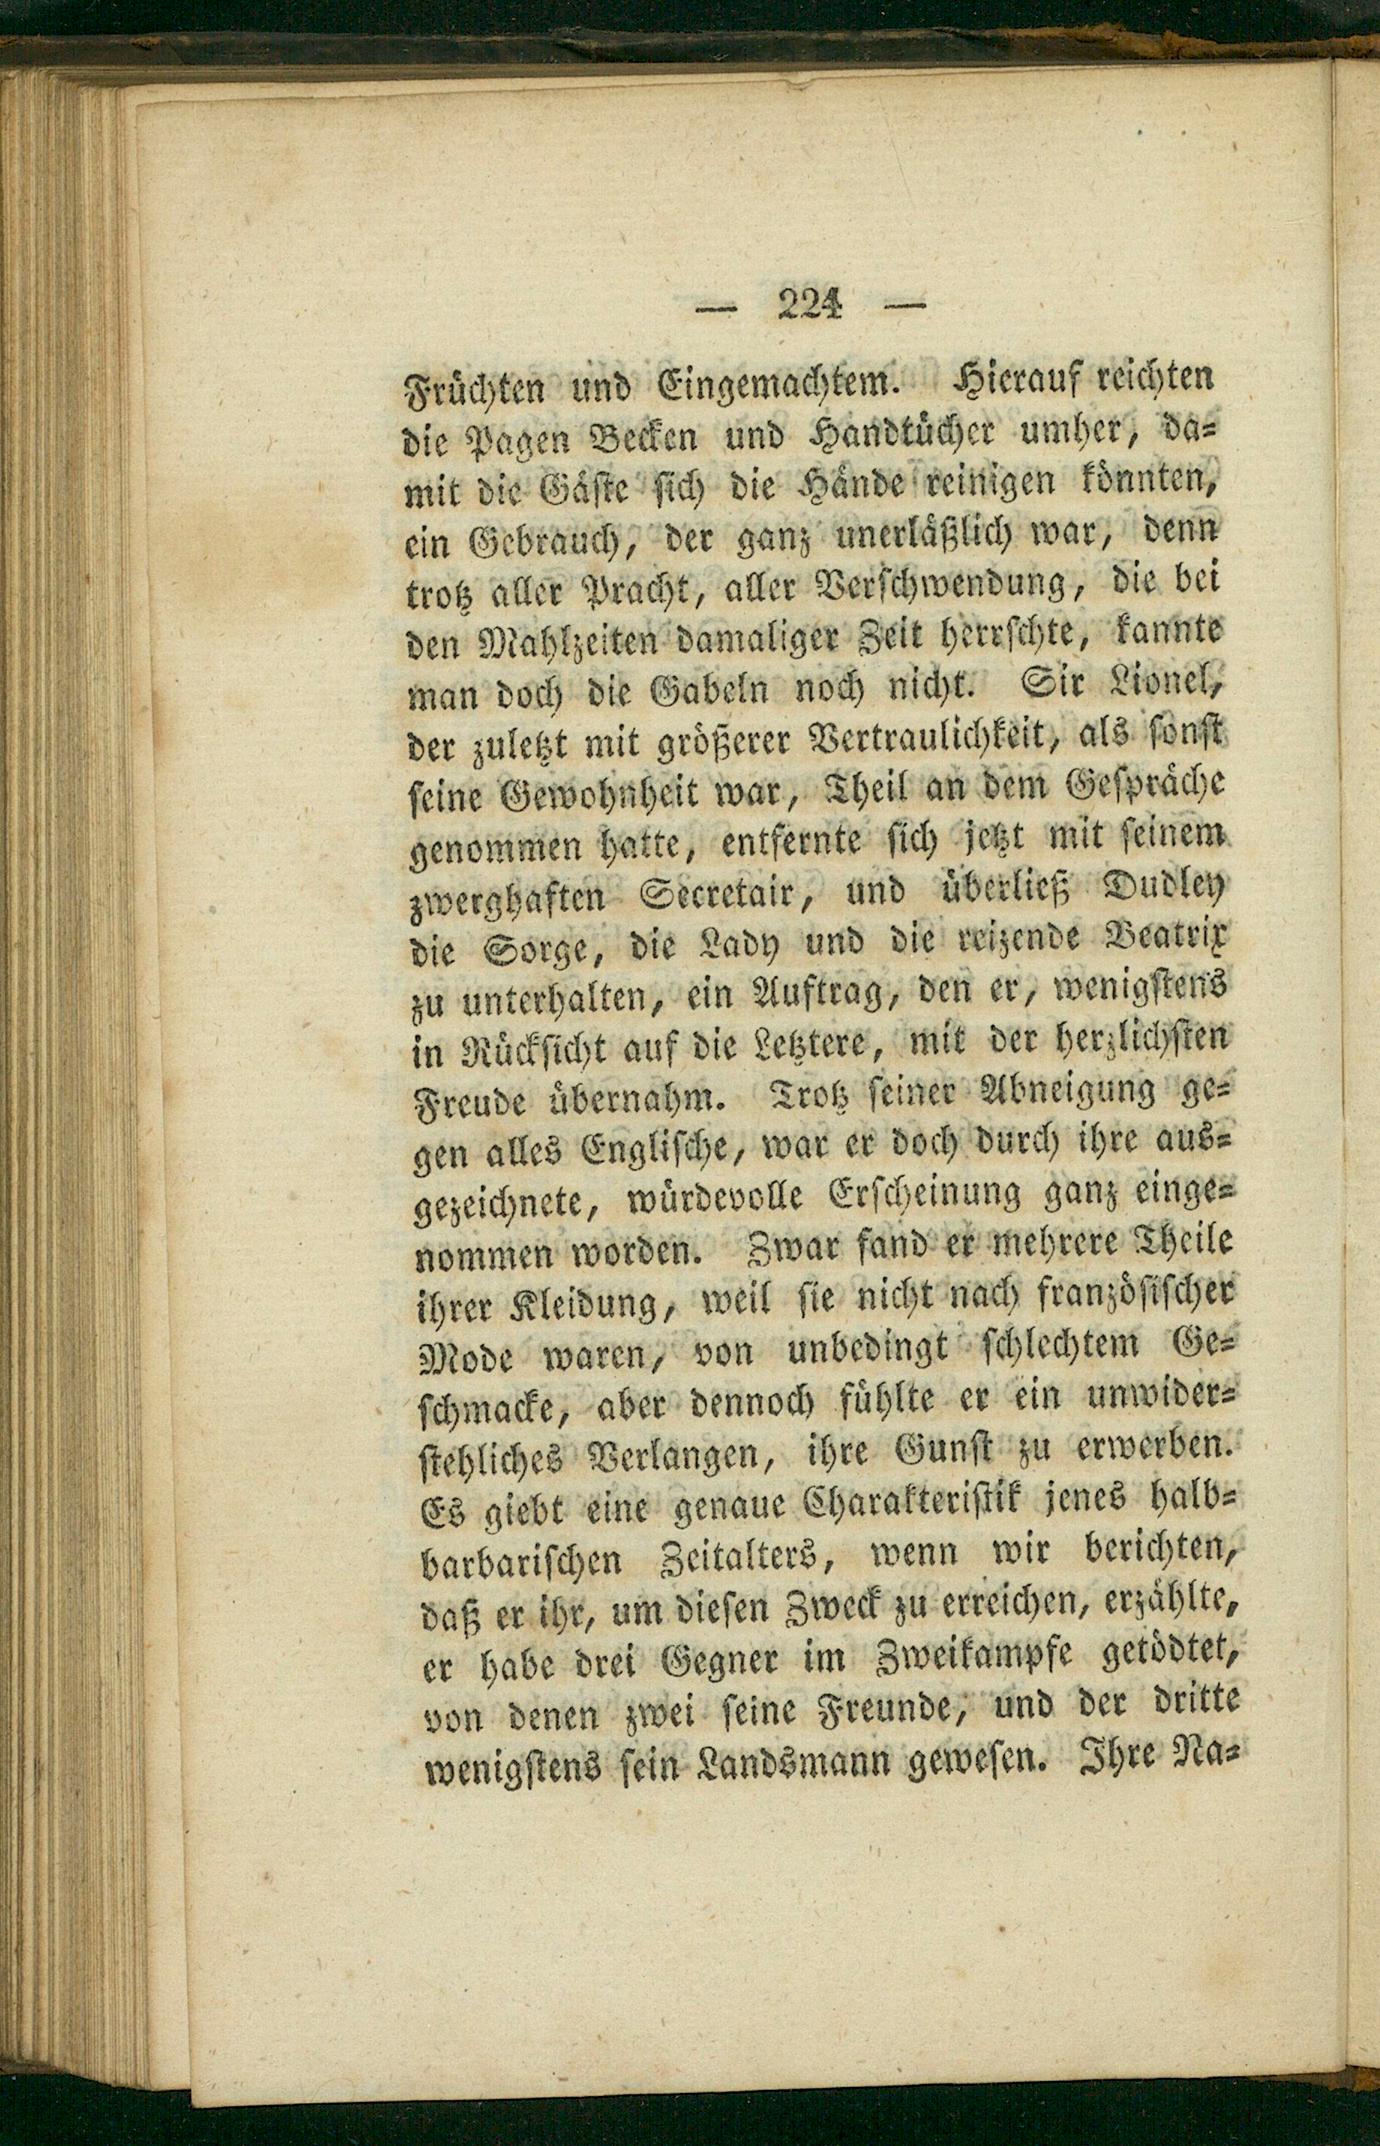 — 224 —
Früchten und Eingemachtem. Hierauf reichten
die Pagen Becken und Handtücher umher, da=
mit die Gäste sich die Hände reinigen könnten,
ein Gebrauch, der ganz unerläßlich war, denn
trotz aller Pracht, aller Verschwendung, die bei
den Mahlzeiten damaliger Zeit herrschte, kannte
man doch die Gabeln noch nicht. Sir Lionel,
der zuletzt mit größerer Vertraulichkeit, als sonst
seine Gewohnheit war, Theil an dem Gespräche
genommen hatte, entfernte sich jetzt mit seinem
zwerghaften Secretair, und überließ Dudley
die Sorge, die Lady und die reizende Beatrix
zu unterhalten, ein Auftrag, den er, wenigstens
in Rücksicht auf die Letztere, mit der herzlichsten
Freude übernahm. Trotz seiner Abneigung ge=
gen alles Englische, war er doch durch ihre aus=
gezeichnete, würdevolle Erscheinung ganz einge=
nommen worden. Zwar fand er mehrere Theile
ihrer Kleidung, weil sie nicht nach französischer
Mode waren, von unbedingt schlechtem Ge=
schmacke, aber dennoch fühlte er ein unwider=
stehliches Verlangen, ihre Gunst zu erwerben.
Es giebt eine genaue Charakteristik jenes halb=
barbarischen Zeitalters, wenn wir berichten,
daß er ihr, um diesen Zweck zu erreichen, erzählte,
er habe drei Gegner im Zweikampfe getödtet,
von denen zwei seine Freunde, und der dritte
wenigstens sein Landsmann gewesen. Ihre Na=